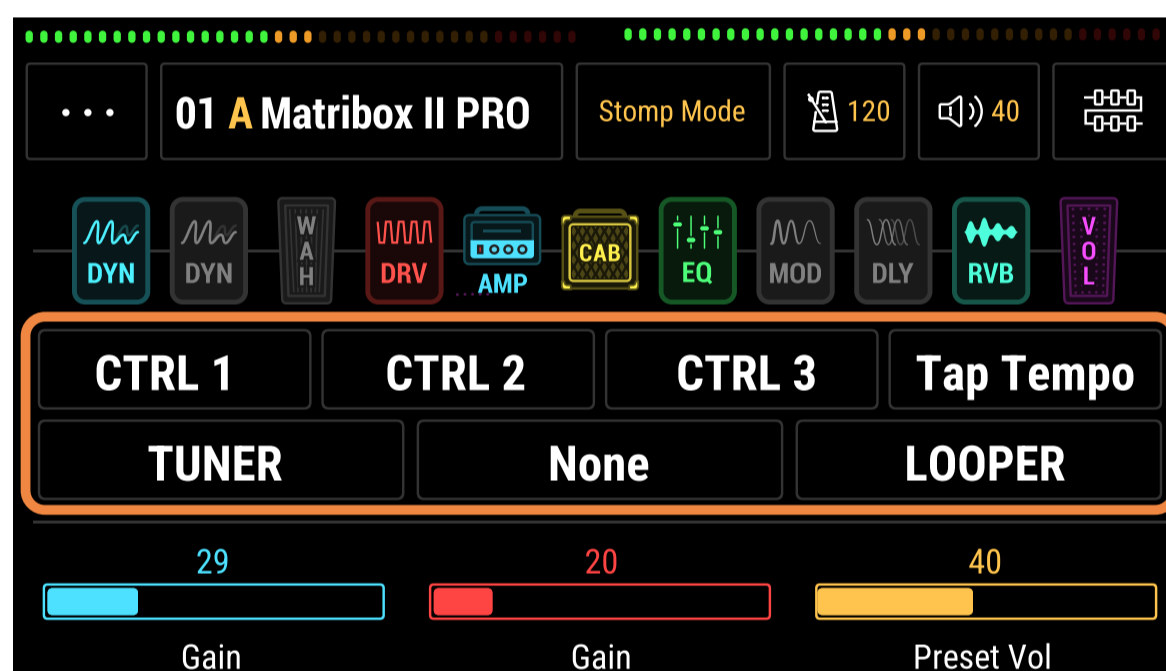 ... 01 A Matribox II PRO Stomp Mode 120 40
DYN DYN WAH DRV AMP CAB EQ MOD DLY RVB VOL
CTRL 1 CTRL 2 CTRL 3 Tap Tempo
TUNER None LOOPER
29 20 40
Gain Gain Preset Vol